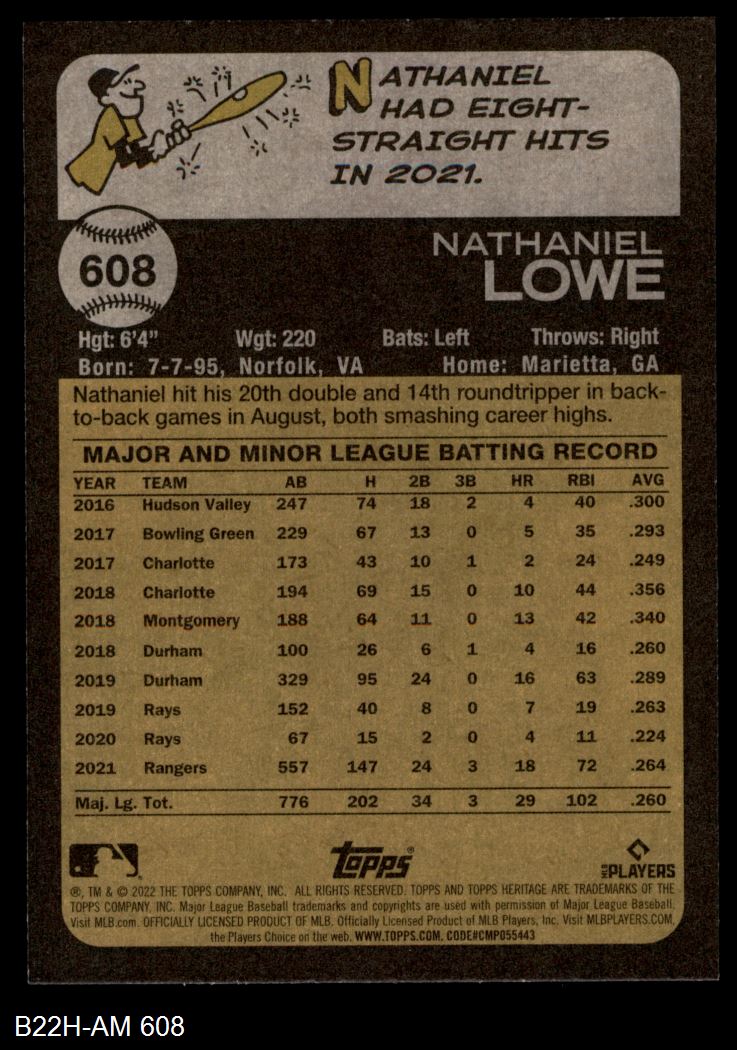 NATHANIEL
HAD EIGHT-
STRAIGHT HITS
IN 2021.
608
NATHANIEL
LOWE
Hgt: 6'4" Wgt: 220 Bats: Left Throws: Right
Born: 7-7-95, Norfolk, VA Home: Marietta, GA
Nathaniel hit his 20th double and 14th roundtripper in back-
to-back games in August, both smashing career highs.
MAJOR AND MINOR LEAGUE BATTING RECORD
YEAR TEAM AB H 2B 3B HR RBI AVG
2016 Hudson Valley 247 74 18 2 4 40 .300
2017 Bowling Green 229 67 13 0 5 35 .293
2017 Charlotte 173 43 10 1 2 24 .249
2018 Charlotte 194 69 15 0 10 44 .356
2018 Montgomery 188 64 11 0 13 42 .340
2018 Durham 100 26 6 1 4 16 .260
2019 Durham 329 95 24 0 16 63 .289
2019 Rays 152 40 8 0 7 19 .263
2020 Rays 67 15 2 0 4 11 .224
2021 Rangers 557 147 24 3 18 72 .264
Maj. Lg. Tot. 776 202 34 3 29 102 .260
Topps® MLB PLAYERS
®, TM & © 2022 THE TOPPS COMPANY, INC. ALL RIGHTS RESERVED. TOPPS AND TOPPS HERITAGE ARE TRADEMARKS OF THE
TOPPS COMPANY, INC. Major League Baseball trademarks and copyrights are used with permission of Major League Baseball.
Visit MLB.com. OFFICIALLY LICENSED PRODUCT OF MLB. Officially Licensed Product of MLB Players, Inc. Visit MLBPLAYERS.COM,
the Players Choice on the web. WWW.TOPPS.COM. CODE#CMP055443
B22H-AM 608